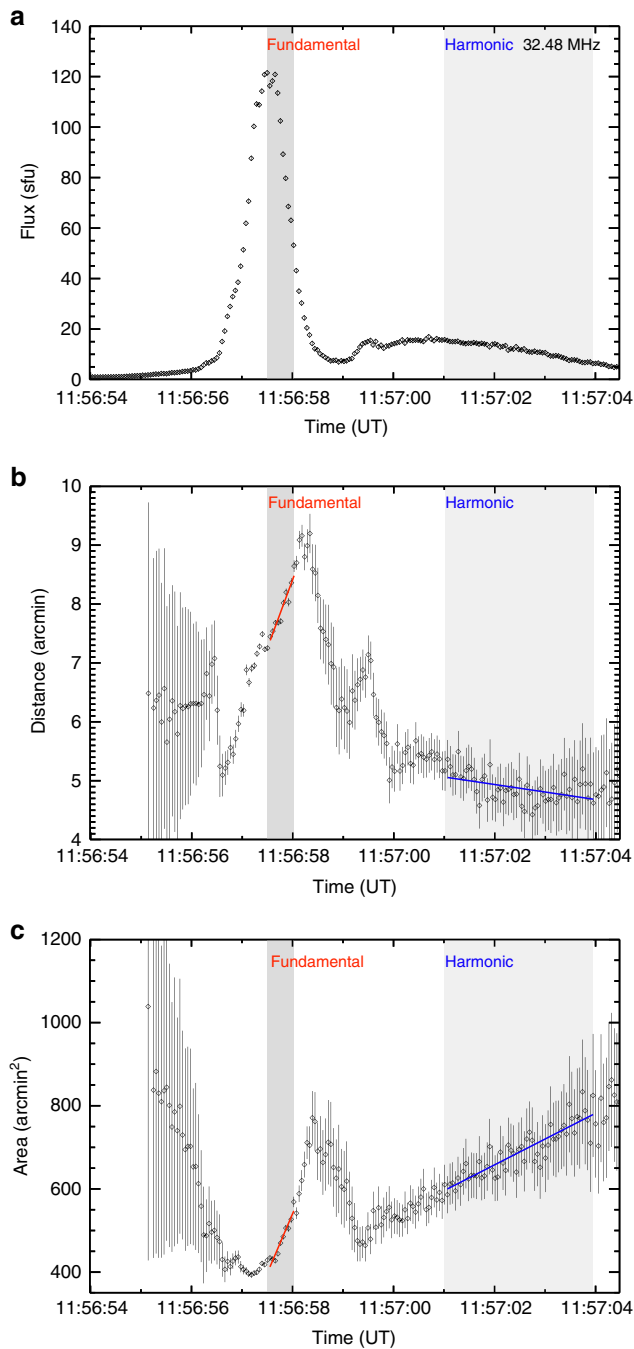 a
Fundamental Harmonic 32.48 MHz
140
120
100
80
60
40
20
0
Flux (sfu)
11:56:54 11:56:56 11:56:58 11:57:00 11:57:02 11:57:04
Time (UT)
b
Fundamental Harmonic
10
9
8
7
6
5
4
Distance (arcmin)
11:56:54 11:56:56 11:56:58 11:57:00 11:57:02 11:57:04
Time (UT)
c
Fundamental Harmonic
1200
1000
800
600
400
Area (arcmin²)
11:56:54 11:56:56 11:56:58 11:57:00 11:57:02 11:57:04
Time (UT)